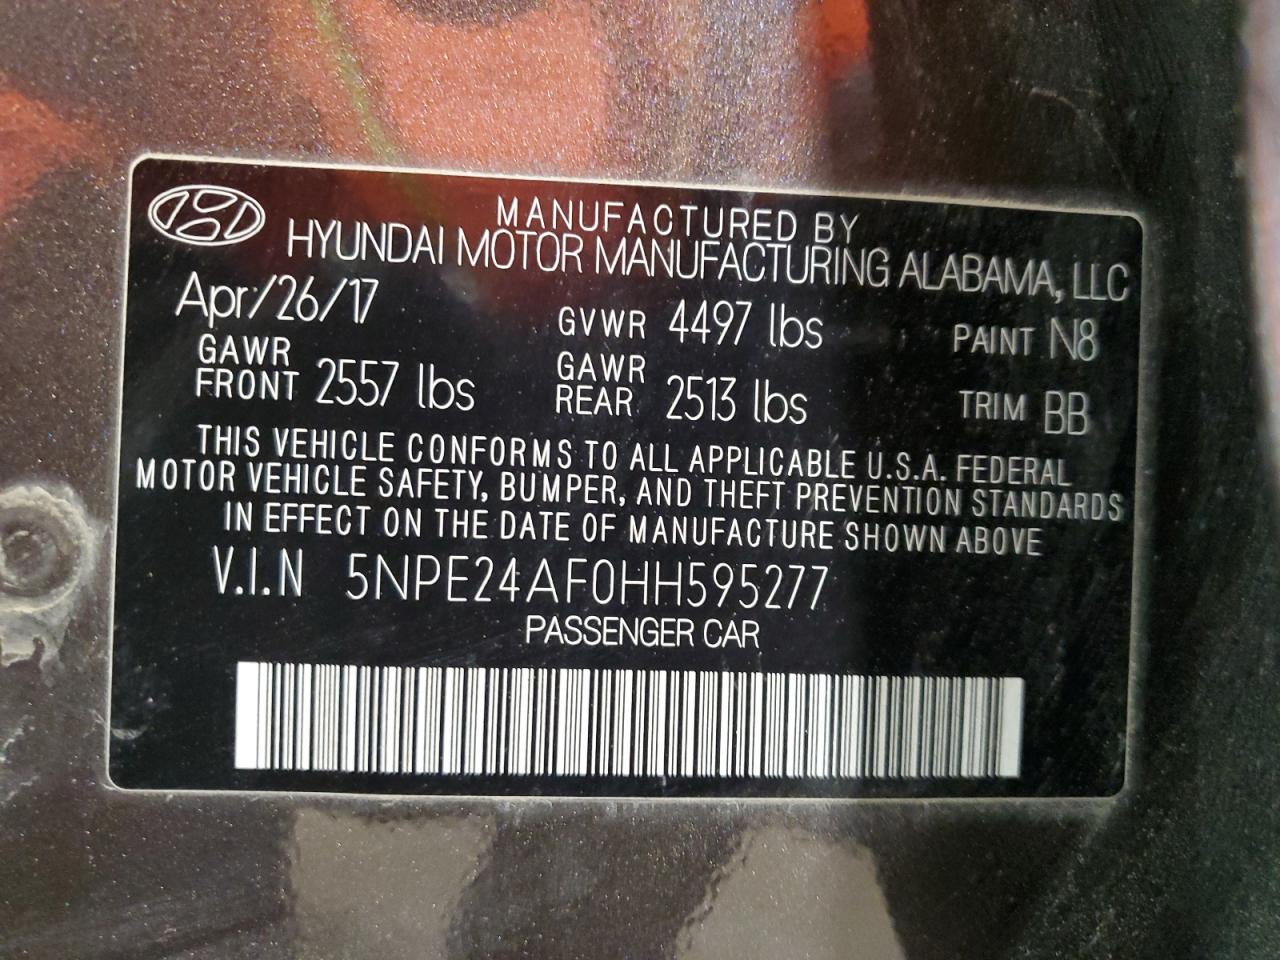 MANUFACTURED BY
HYUNDAI MOTOR MANUFACTURING ALABAMA, LLC
Apr/26/17 GVWR 4497 lbs PAINT N8
GAWR FRONT 2557 lbs GAWR REAR 2513 lbs TRIM BB
THIS VEHICLE CONFORMS TO ALL APPLICABLE U.S.A. FEDERAL
MOTOR VEHICLE SAFETY, BUMPER, AND THEFT PREVENTION STANDARDS
IN EFFECT ON THE DATE OF MANUFACTURE SHOWN ABOVE
V.I.N 5NPE24AF0HH595277
PASSENGER CAR